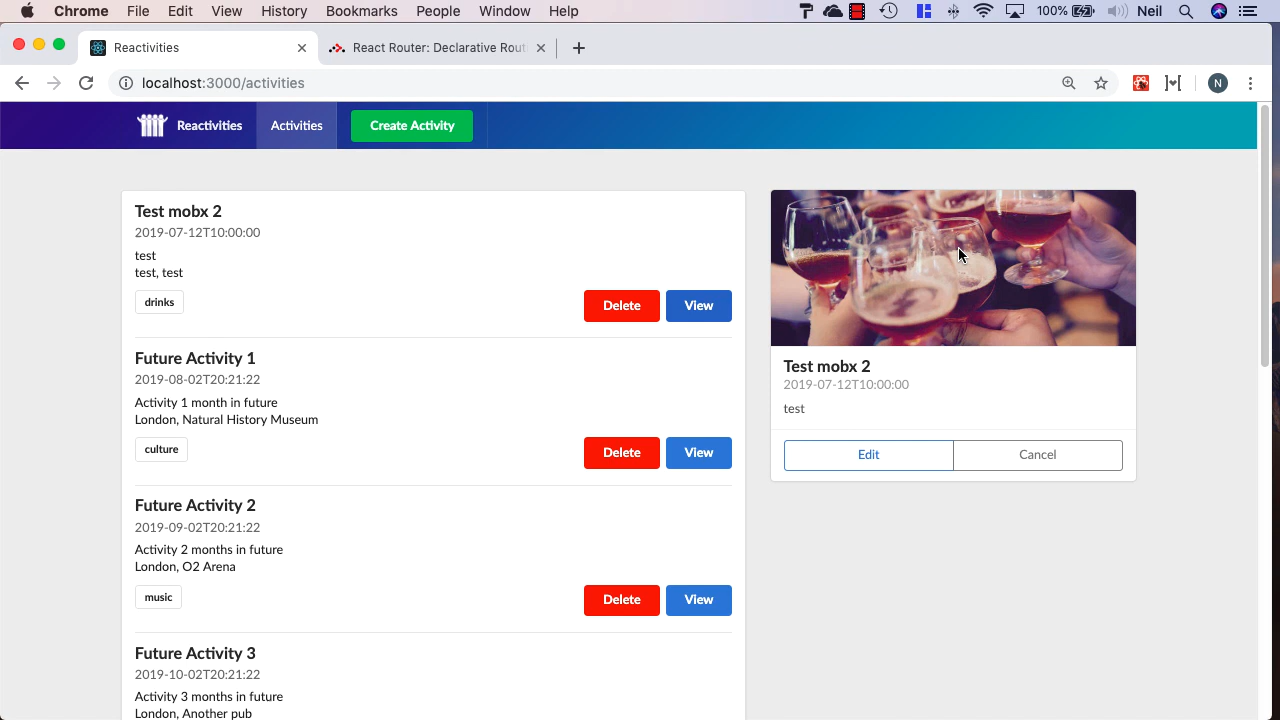 Chrome File Edit View History Bookmarks People Window Help 100% Neil
Reactivities
React Router: Declarative Rout
localhost:3000/activities
N
Reactivities Activities Create Activity
Test mobx 2
2019-07-12T10:00:00
test
test, test
drinks
Delete View
Future Activity 1
2019-08-02T20:21:22
Activity 1 month in future
London, Natural History Museum
culture
Delete View
Future Activity 2
2019-09-02T20:21:22
Activity 2 months in future
London, O2 Arena
music
Delete View
Future Activity 3
2019-10-02T20:21:22
Activity 3 months in future
London, Another pub
Test mobx 2
2019-07-12T10:00:00
test
Edit Cancel